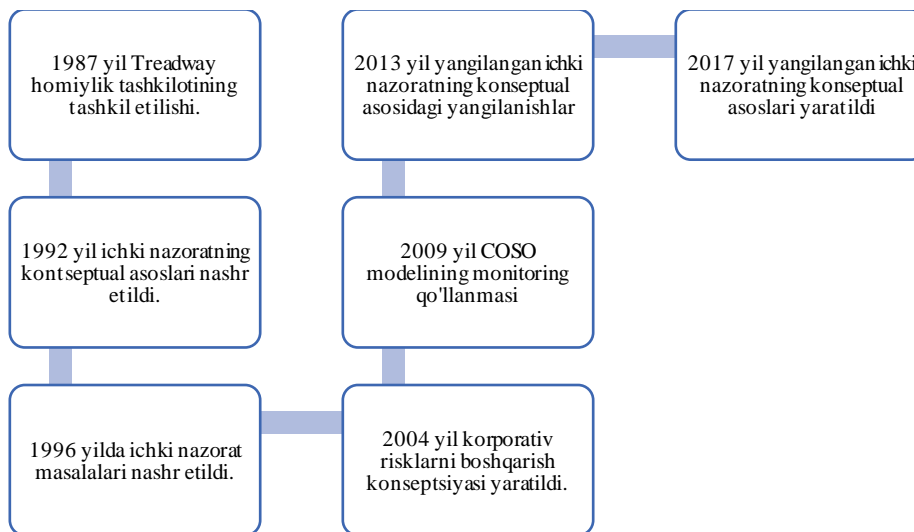 1987 yil Treadway
homiylik tashkilotining
tashkil etilishi.
1992 yil ichki nazoratning
kontseptual asoslari nashr
etildi.
1996 yilda ichki nazorat
masalalari nashr etildi.
2004 yil korporativ
risklarni boshqarish
konseptsiyasi yaratildi.
2009 yil COSO
modelining monitoring
qo'llanmasi
2013 yil yangilangan ichki
nazoratning konseptual
asosidagi yangilanishlar
2017 yil yangilangan ichki
nazoratning konseptual
asoslari yaratildi